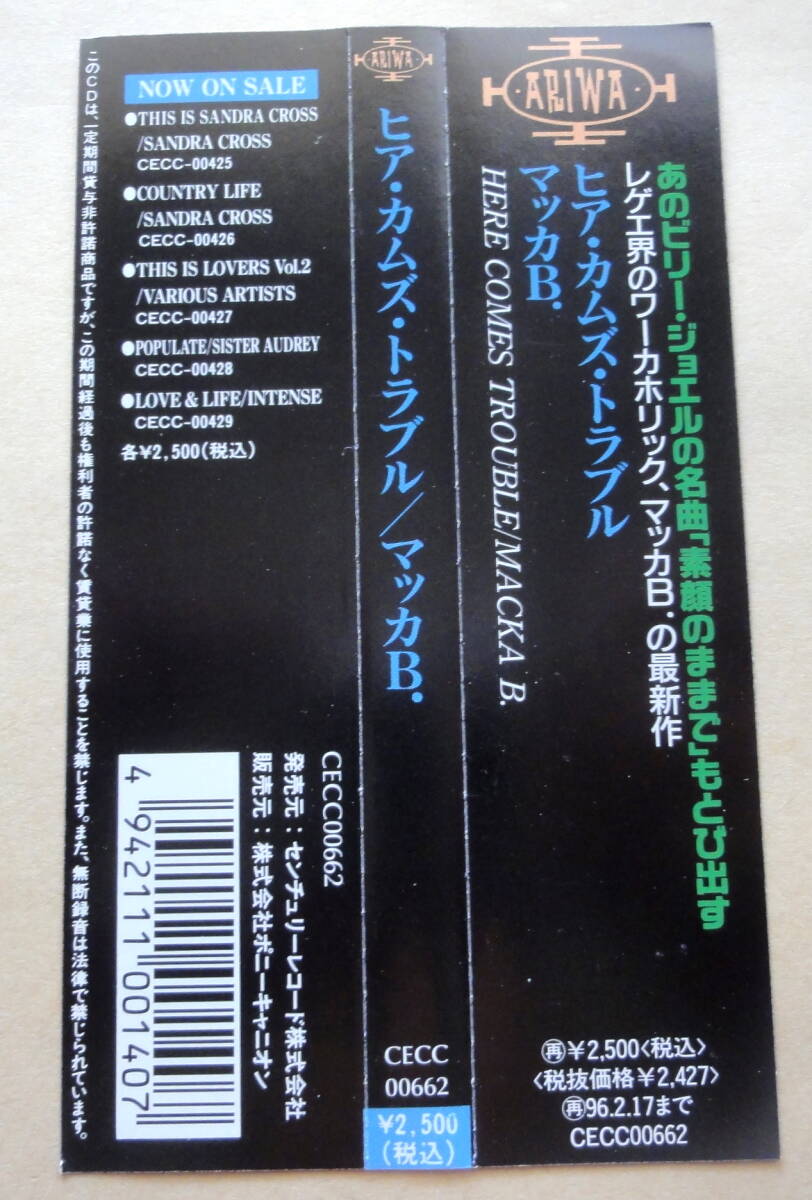 ARIWA
あのビリー・ジョエルの名曲「素顔のままで」もとび出す
レゲエ界のワーカホリック、マッカB.の最新作
ヒア・カムズ・トラブル
マッカB.
HERE COMES TROUBLE/MACKA B.
㊥¥2,500〈税込〉
〈税抜価格¥2,427〉
㊥96.2.17まで
CECC00662
ARIWA
ヒア・カムズ・トラブル/マッカB.
CECC
00662
¥2,500
(税込)
NOW ON SALE
●THIS IS SANDRA CROSS
/SANDRA CROSS
CECC-00425
●COUNTRY LIFE
/SANDRA CROSS
CECC-00426
●THIS IS LOVERS Vol.2
/VARIOUS ARTISTS
CECC-00427
●POPULATE/SISTER AUDREY
CECC-00428
●LOVE & LIFE/INTENSE
CECC-00429
各¥2,500(税込)
CECC00662
発売元：センチュリーレコード株式会社
販売元：株式会社ポニーキャニオン
4 942111 001407
このCDは、一定期間貸与非許諾商品ですが、この期間経過後も権利者の許諾なく賃貸業に使用することを禁じます。また、無断録音は法律で禁じられています。